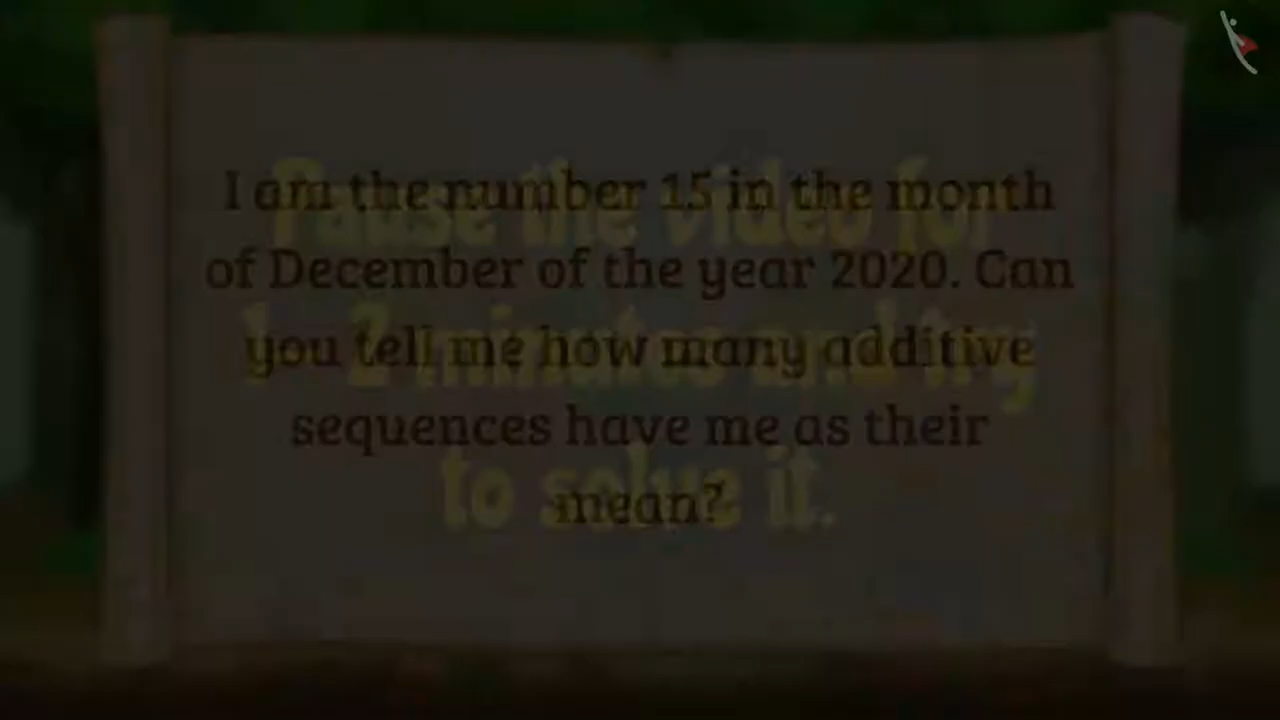 I am the number 15 in the month
of December of the year 2020. Can
you tell me how many additive
sequences have me as their
mean?
Pause the video for
1-2 minutes and try
to solve it.